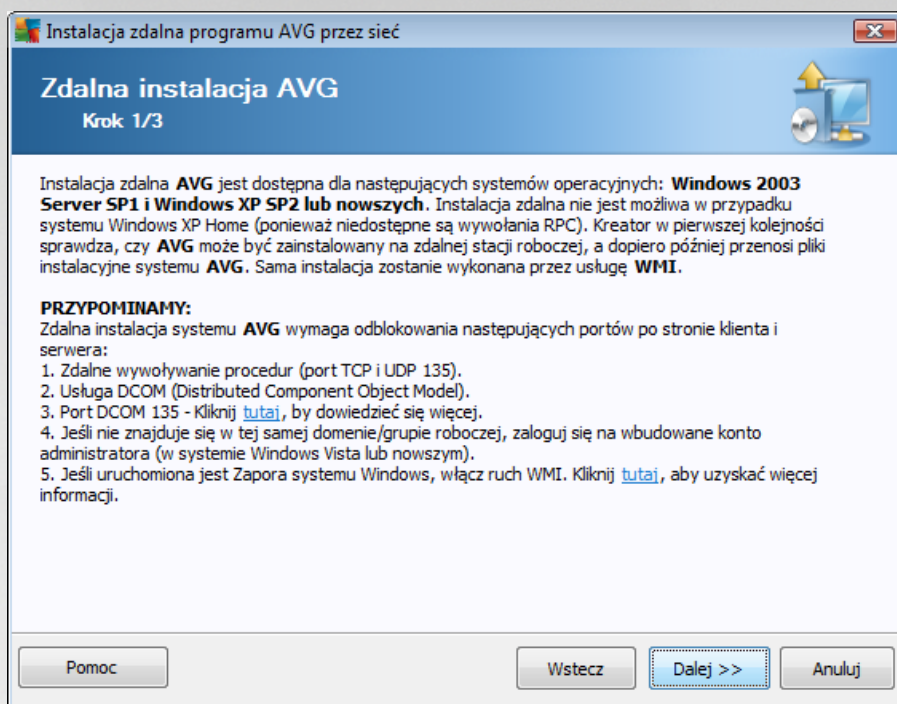 Instalacja zdalna programu AVG przez sieć
Zdalna instalacja AVG
Krok 1/3
Instalacja zdalna AVG jest dostępna dla następujących systemów operacyjnych: Windows 2003
Server SP1 i Windows XP SP2 lub nowszych. Instalacja zdalna nie jest możliwa w przypadku
systemu Windows XP Home (ponieważ niedostępne są wywołania RPC). Kreator w pierwszej kolejności
sprawdza, czy AVG może być zainstalowany na zdalnej stacji roboczej, a dopiero później przenosi pliki
instalacyjne systemu AVG. Sama instalacja zostanie wykonana przez usługę WMI.
PRZYPOMINAMY:
Zdalna instalacja systemu AVG wymaga odblokowania następujących portów po stronie klienta i
serwera:
1. Zdalne wywoływanie procedur (port TCP i UDP 135).
2. Usługa DCOM (Distributed Component Object Model).
3. Port DCOM 135 - Kliknij tutaj, by dowiedzieć się więcej.
4. Jeśli nie znajduje się w tej samej domenie/grupie roboczej, zaloguj się na wbudowane konto
administratora (w systemie Windows Vista lub nowszym).
5. Jeśli uruchomiona jest Zapora systemu Windows, włącz ruch WMI. Kliknij tutaj, aby uzyskać więcej
informacji.
Pomoc
Wstecz
Dalej >>
Anuluj